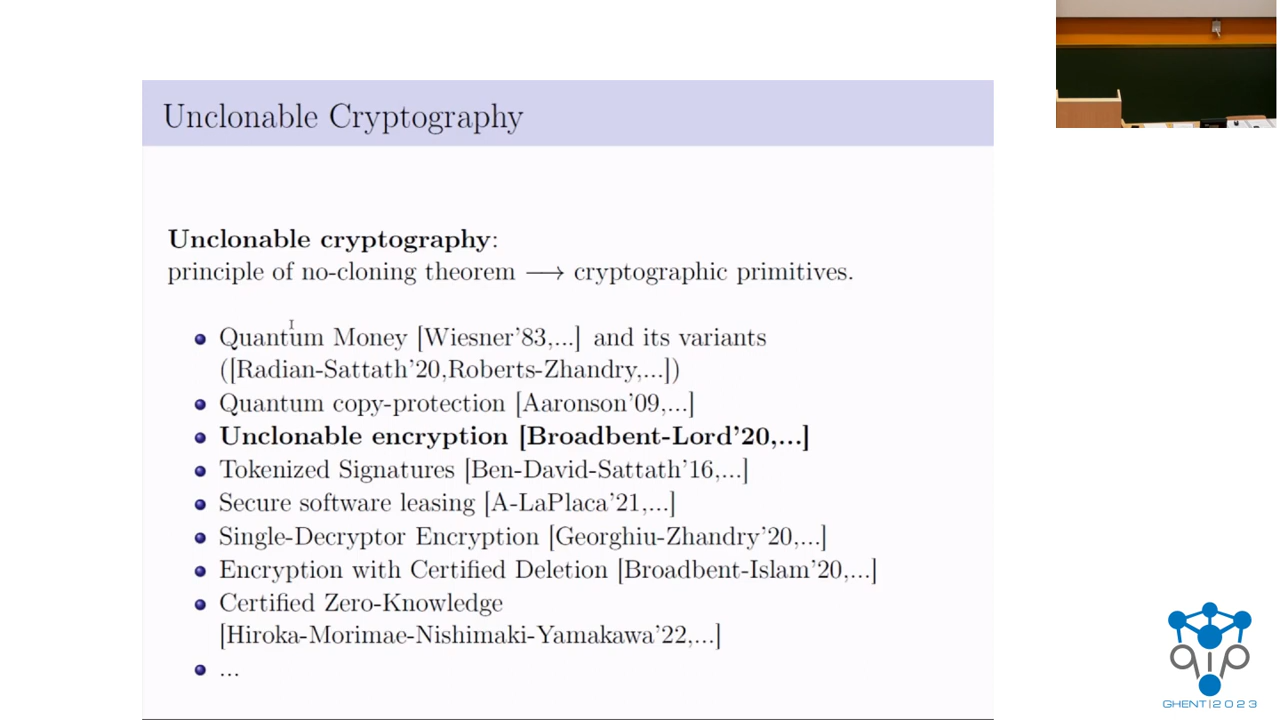 Unclonable Cryptography
Unclonable cryptography:
principle of no-cloning theorem ⟶ cryptographic primitives.
Quantum Money [Wiesner'83,...] and its variants
([Radian-Sattath'20,Roberts-Zhandry,...])
Quantum copy-protection [Aaronson'09,...]
Unclonable encryption [Broadbent-Lord'20,...]
Tokenized Signatures [Ben-David-Sattath'16,...]
Secure software leasing [A-LaPlaca'21,...]
Single-Decryptor Encryption [Georghiu-Zhandry'20,...]
Encryption with Certified Deletion [Broadbent-Islam'20,...]
Certified Zero-Knowledge
[Hiroka-Morimae-Nishimaki-Yamakawa'22,...]
...
qip
GHENT|2023